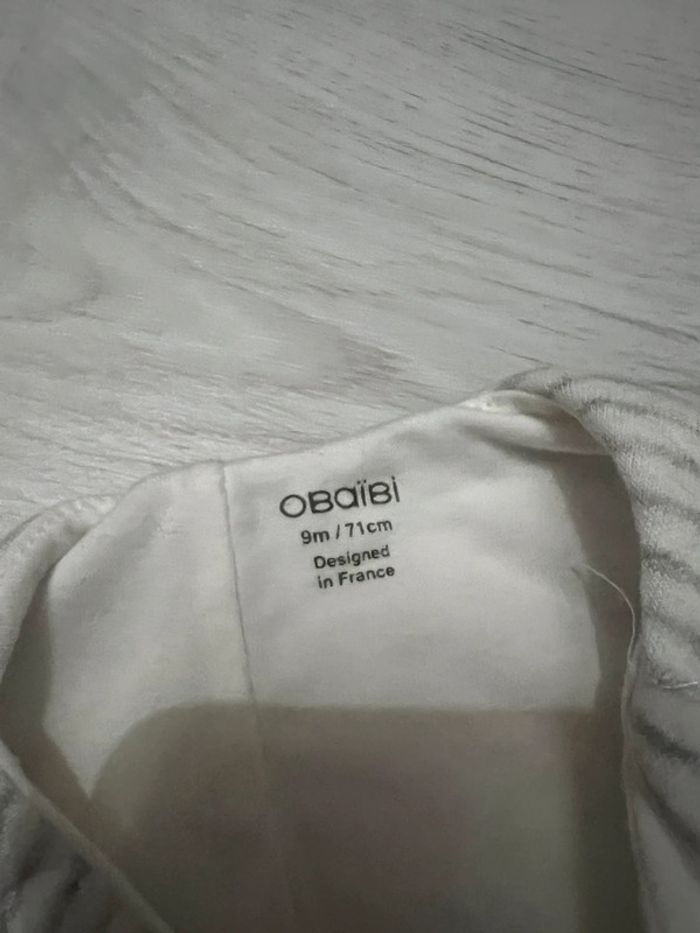 OBaïBi
9m / 71cm
Designed
in France